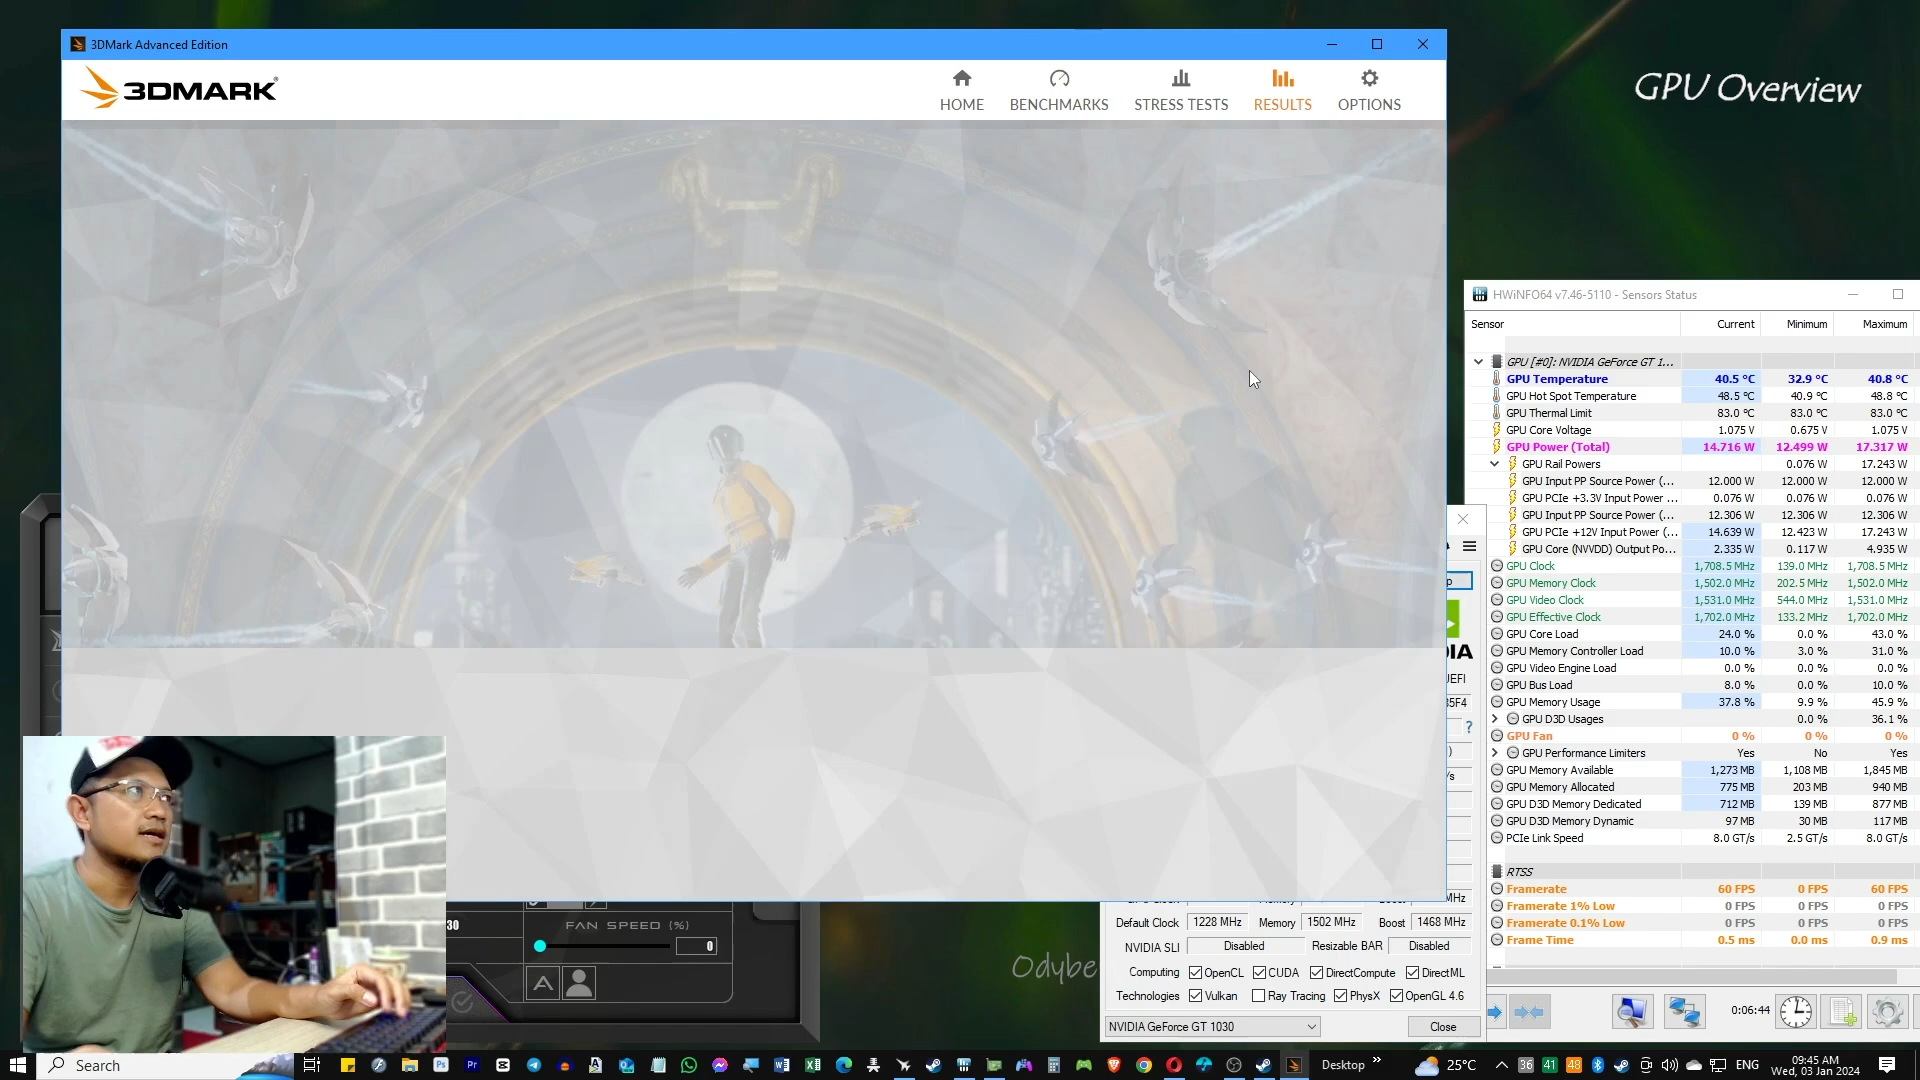 3DMark Advanced Edition
3DMARK
HOME
BENCHMARKS
STRESS TESTS
RESULTS
OPTIONS
GPU Overview
HWiNFO64 v7.46-5110 - Sensors Status
Sensor Current Minimum Maximum
GPU [#0]: NVIDIA GeForce GT 1...
GPU Temperature 40.5 °C 32.9 °C 40.8 °C
GPU Hot Spot Temperature 48.5 °C 40.9 °C 48.8 °C
GPU Thermal Limit 83.0 °C 83.0 °C 83.0 °C
GPU Core Voltage 1.075 V 0.675 V 1.075 V
GPU Power (Total) 14.716 W 12.499 W 17.317 W
GPU Rail Powers 0.076 W 17.243 W
GPU Input PP Source Power (... 12.000 W 12.000 W 12.000 W
GPU PCIe +3.3V Input Power ... 0.076 W 0.076 W 0.076 W
GPU Input PP Source Power (... 12.306 W 12.306 W 12.306 W
GPU PCIe +12V Input Power (... 14.639 W 12.423 W 17.243 W
GPU Core (NVVDD) Output Po... 2.335 W 0.117 W 4.935 W
GPU Clock 1,708.5 MHz 139.0 MHz 1,708.5 MHz
GPU Memory Clock 1,502.0 MHz 202.5 MHz 1,502.0 MHz
GPU Video Clock 1,531.0 MHz 544.0 MHz 1,531.0 MHz
GPU Effective Clock 1,702.0 MHz 133.2 MHz 1,702.0 MHz
GPU Core Load 24.0 % 0.0 % 43.0 %
GPU Memory Controller Load 10.0 % 3.0 % 31.0 %
GPU Video Engine Load 0.0 % 0.0 % 0.0 %
GPU Bus Load 8.0 % 0.0 % 10.0 %
GPU Memory Usage 37.8 % 9.9 % 45.9 %
GPU D3D Usages 0.0 % 36.1 %
GPU Fan 0 % 0 % 0 %
GPU Performance Limiters Yes No Yes
GPU Memory Available 1,273 MB 1,108 MB 1,845 MB
GPU Memory Allocated 775 MB 203 MB 940 MB
GPU D3D Memory Dedicated 712 MB 139 MB 877 MB
GPU D3D Memory Dynamic 97 MB 30 MB 117 MB
PCIe Link Speed 8.0 GT/s 2.5 GT/s 8.0 GT/s
RTSS
Framerate 60 FPS 0 FPS 60 FPS
Framerate 1% Low 0 FPS 0 FPS 0 FPS
Framerate 0.1% Low 0 FPS 0 FPS 0 FPS
Frame Time 0.5 ms 0.0 ms 0.9 ms
0:06:44
MHz
Default Clock 1228 MHz Memory 1502 MHz Boost 1468 MHz
NVIDIA SLI Disabled Resizable BAR Disabled
Computing OpenCL CUDA DirectCompute DirectML
Technologies Vulkan Ray Tracing PhysX OpenGL 4.6
NVIDIA GeForce GT 1030 Close
30
FAN SPEED (%)
0
A
Odybe
Search
Desktop
25°C
36 41 48
ENG
09:45 AM
Wed, 03 Jan 2024